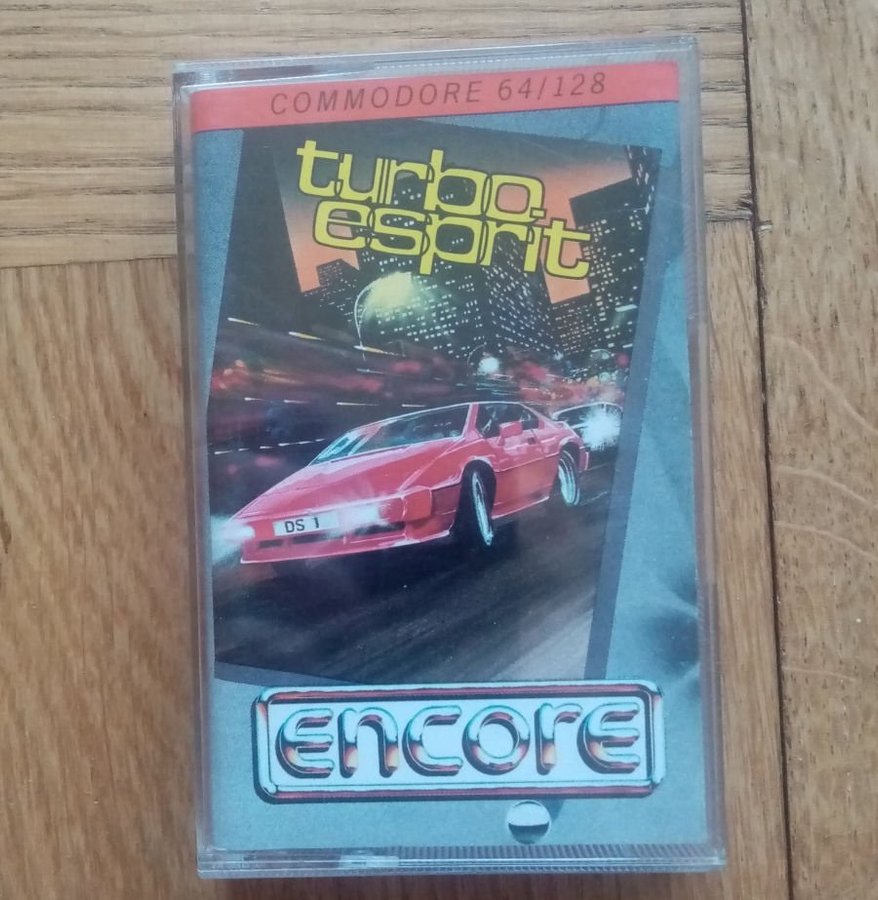 COMMODORE 64/128
turbo
esprit
DS 1
encore